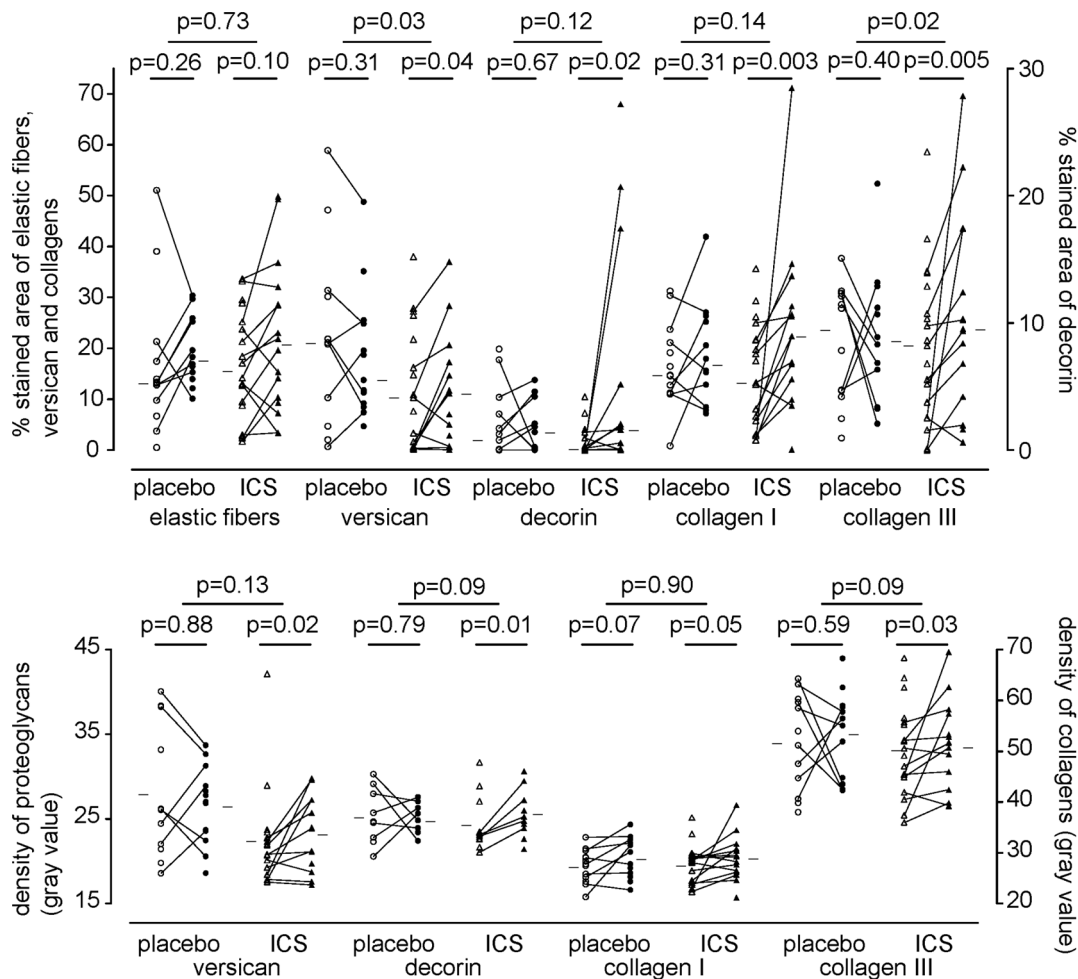 p=0.73 p=0.03 p=0.12 p=0.14 p=0.02
p=0.26 p=0.10 p=0.31 p=0.04 p=0.67 p=0.02 p=0.31 p=0.003 p=0.40 p=0.005
% stained area of elastic fibers,
versican and collagens
70
60
50
40
30
20
10
0
30
20
10
0
% stained area of decorin
placebo ICS placebo ICS placebo ICS placebo ICS placebo ICS
elastic fibers versican decorin collagen I collagen III
p=0.13 p=0.09 p=0.90 p=0.09
p=0.88 p=0.02 p=0.79 p=0.01 p=0.07 p=0.05 p=0.59 p=0.03
density of proteoglycans
(gray value)
45
35
25
15
70
60
50
40
30
20
density of collagens
(gray value)
placebo ICS placebo ICS placebo ICS placebo ICS
versican decorin collagen I collagen III